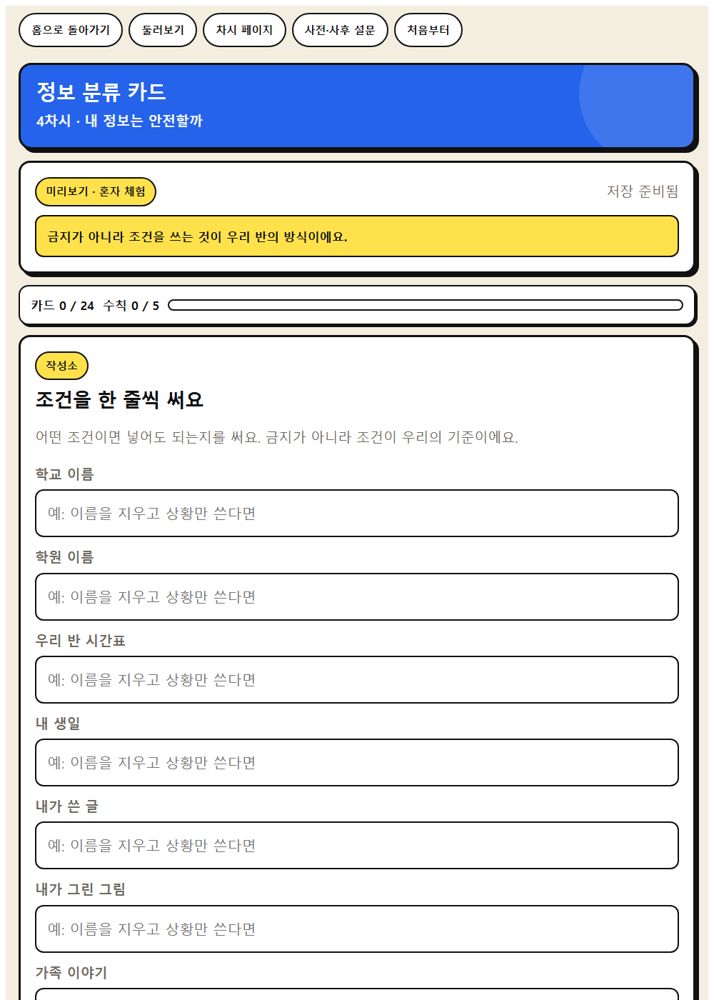 홈으로 돌아가기 둘러보기 차시 페이지 사전·사후 설문 처음부터
정보 분류 카드
4차시 · 내 정보는 안전할까
미리보기 · 혼자 체험 저장 준비됨
금지가 아니라 조건을 쓰는 것이 우리 반의 방식이에요.
카드 0 / 24 수칙 0 / 5
작성소
조건을 한 줄씩 써요
어떤 조건이면 넣어도 되는지를 써요. 금지가 아니라 조건이 우리의 기준이에요.
학교 이름
예: 이름을 지우고 상황만 쓴다면
학원 이름
예: 이름을 지우고 상황만 쓴다면
우리 반 시간표
예: 이름을 지우고 상황만 쓴다면
내 생일
예: 이름을 지우고 상황만 쓴다면
내가 쓴 글
예: 이름을 지우고 상황만 쓴다면
내가 그린 그림
예: 이름을 지우고 상황만 쓴다면
가족 이야기